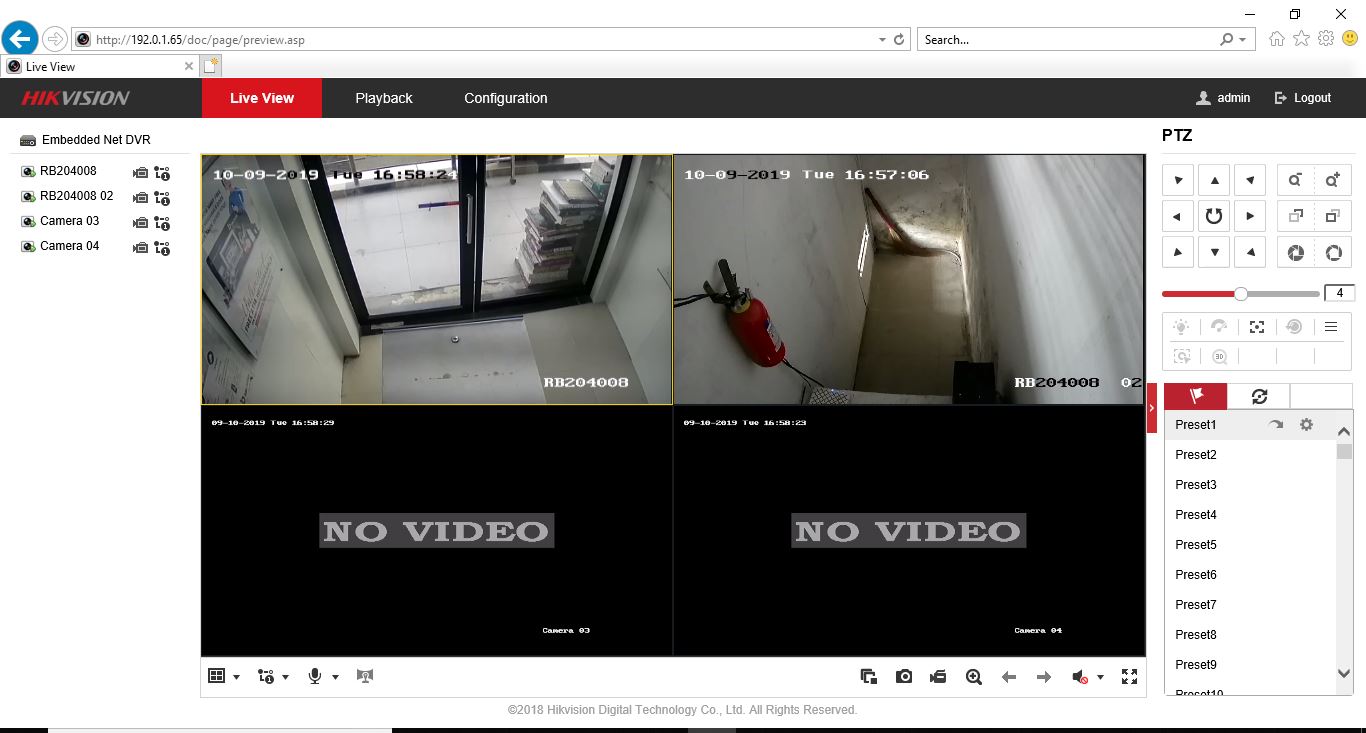 http://192.0.1.65/doc/page/preview.asp
Search...
Live View
HIKVISION
Live View
Playback
Configuration
admin
Logout
Embedded Net DVR
RB204008
RB204008 02
Camera 03
Camera 04
10-09-2019 Tue 16:58:24
RB204008
10-09-2019 Tue 16:57:06
RB204008 02
09-10-2019 Tue 16:58:29
NO VIDEO
Camera 03
09-10-2019 Tue 16:58:23
NO VIDEO
Camera 04
PTZ
4
3D
Preset1
Preset2
Preset3
Preset4
Preset5
Preset6
Preset7
Preset8
Preset9
Preset10
©2018 Hikvision Digital Technology Co., Ltd. All Rights Reserved.